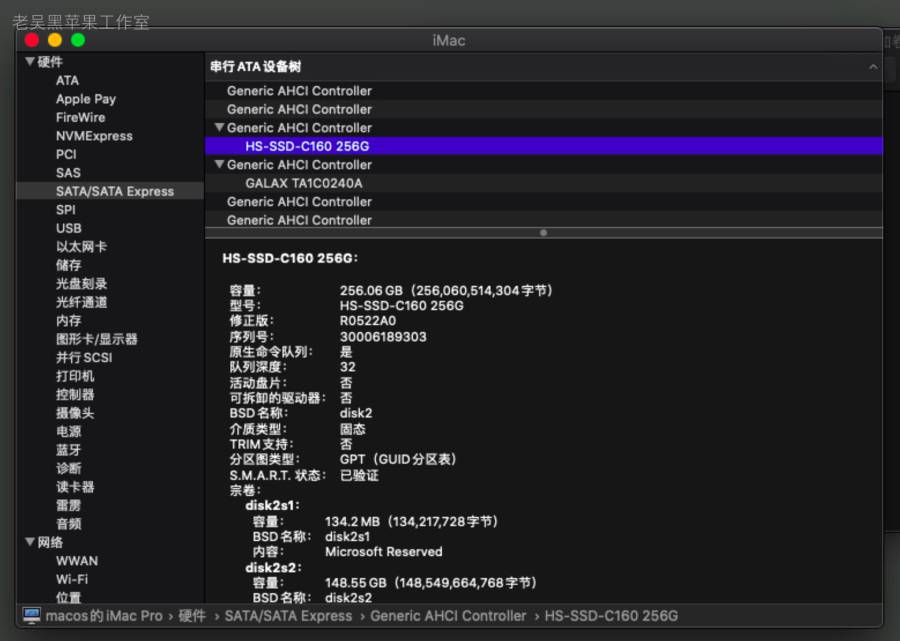 老吴黑苹果工作室
iMac
硬件
ATA
Apple Pay
FireWire
NVMExpress
PCI
SAS
SATA/SATA Express
SPI
USB
以太网卡
储存
光盘刻录
光纤通道
内存
图形卡/显示器
并行 SCSI
打印机
控制器
摄像头
电源
蓝牙
诊断
读卡器
雷雳
音频
网络
WWAN
Wi-Fi
位置
串行 ATA 设备树
Generic AHCI Controller
Generic AHCI Controller
Generic AHCI Controller
HS-SSD-C160 256G
Generic AHCI Controller
GALAX TA1C0240A
Generic AHCI Controller
Generic AHCI Controller
HS-SSD-C160 256G：
容量： 256.06 GB（256,060,514,304 字节）
型号： HS-SSD-C160 256G
修正版： R0522A0
序列号： 30006189303
原生命令队列： 是
队列深度： 32
活动盘片： 否
可拆卸的驱动器： 否
BSD 名称： disk2
介质类型： 固态
TRIM 支持： 否
分区图类型： GPT（GUID 分区表）
S.M.A.R.T. 状态： 已验证
宗卷：
disk2s1：
容量： 134.2 MB（134,217,728 字节）
BSD 名称： disk2s1
内容： Microsoft Reserved
disk2s2：
容量： 148.55 GB（148,549,664,768 字节）
BSD 名称： disk2s2
macos的 iMac Pro › 硬件 › SATA/SATA Express › Generic AHCI Controller › HS-SSD-C160 256G